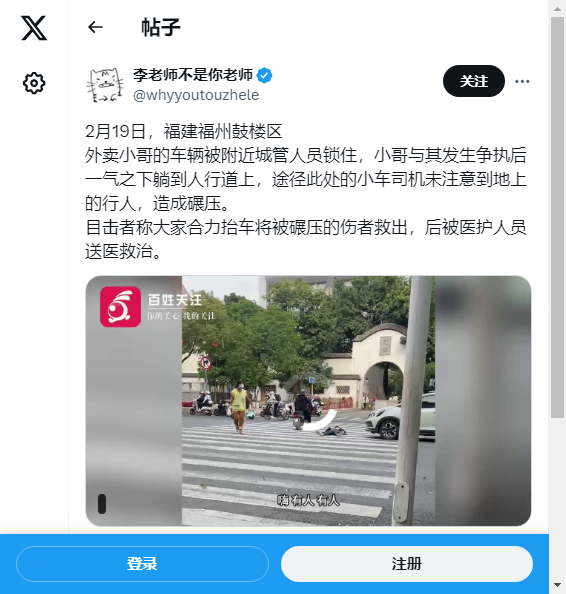 帖子
李老师不是你老师
@whyyoutouzhele
关注
2月19日，福建福州鼓楼区
外卖小哥的车辆被附近城管人员锁住，小哥与其发生争执后
一气之下躺到人行道上，途径此处的小车司机未注意到地上
的行人，造成碾压。
目击者称大家合力抬车将被碾压的伤者救出，后被医护人员
送医救治。
百姓关注
你的关心 我的关注
嗨有人有人
登录
注册